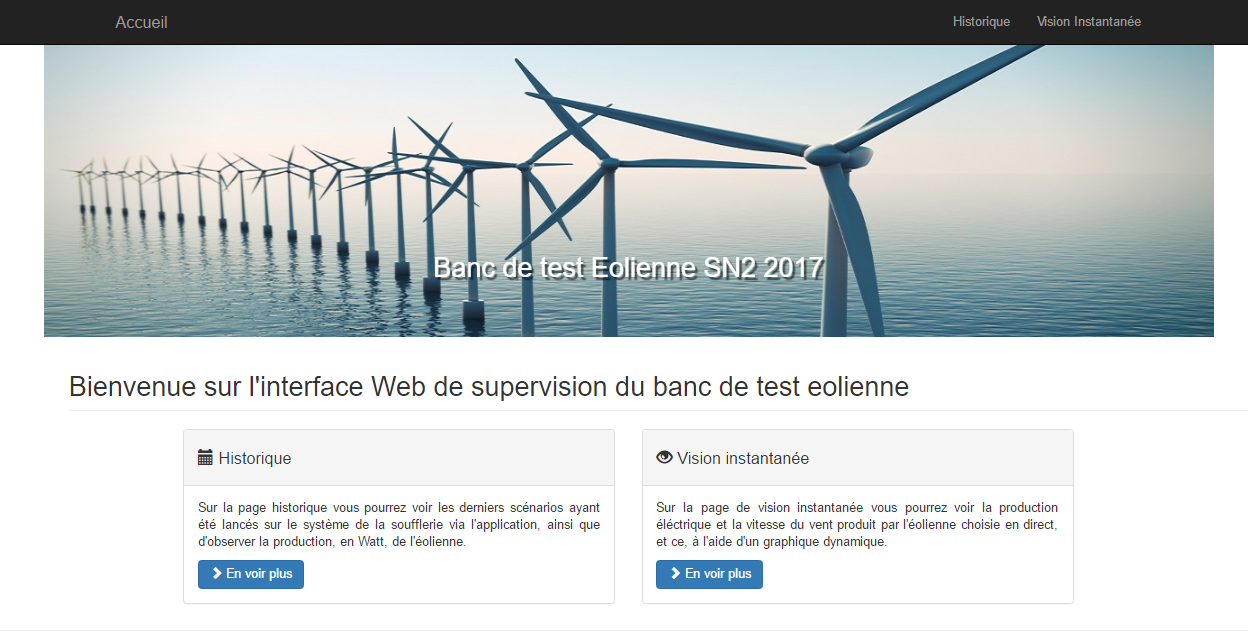 Accueil
Historique
Vision Instantanée
Banc de test Eolienne SN2 2017
Bienvenue sur l'interface Web de supervision du banc de test eolienne
Historique
Sur la page historique vous pourrez voir les derniers scénarios ayant
été lancés sur le système de la soufflerie via l'application, ainsi que
d'observer la production, en Watt, de l'éolienne.
En voir plus
Vision instantanée
Sur la page de vision instantanée vous pourrez voir la production
éléctrique et la vitesse du vent produit par l'éolienne choisie en direct,
et ce, à l'aide d'un graphique dynamique.
En voir plus